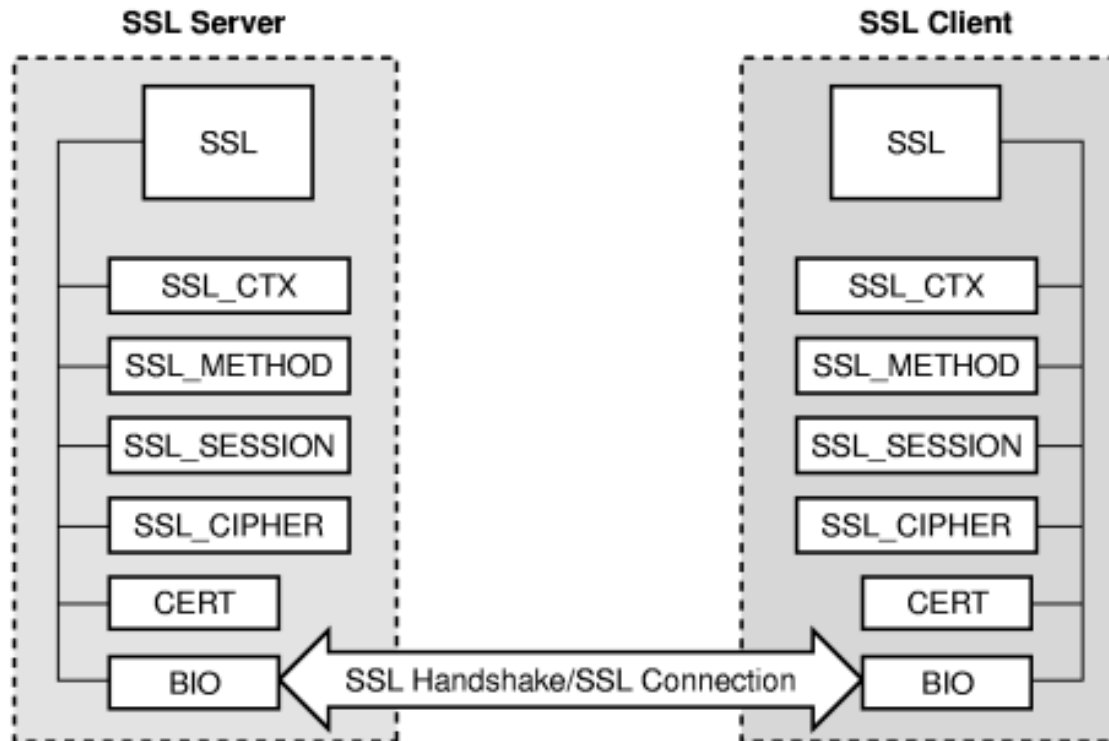 SSL Server
SSL Client
SSL
SSL
SSL_CTX
SSL_CTX
SSL_METHOD
SSL_METHOD
SSL_SESSION
SSL_SESSION
SSL_CIPHER
SSL_CIPHER
CERT
CERT
BIO
SSL Handshake/SSL Connection
BIO